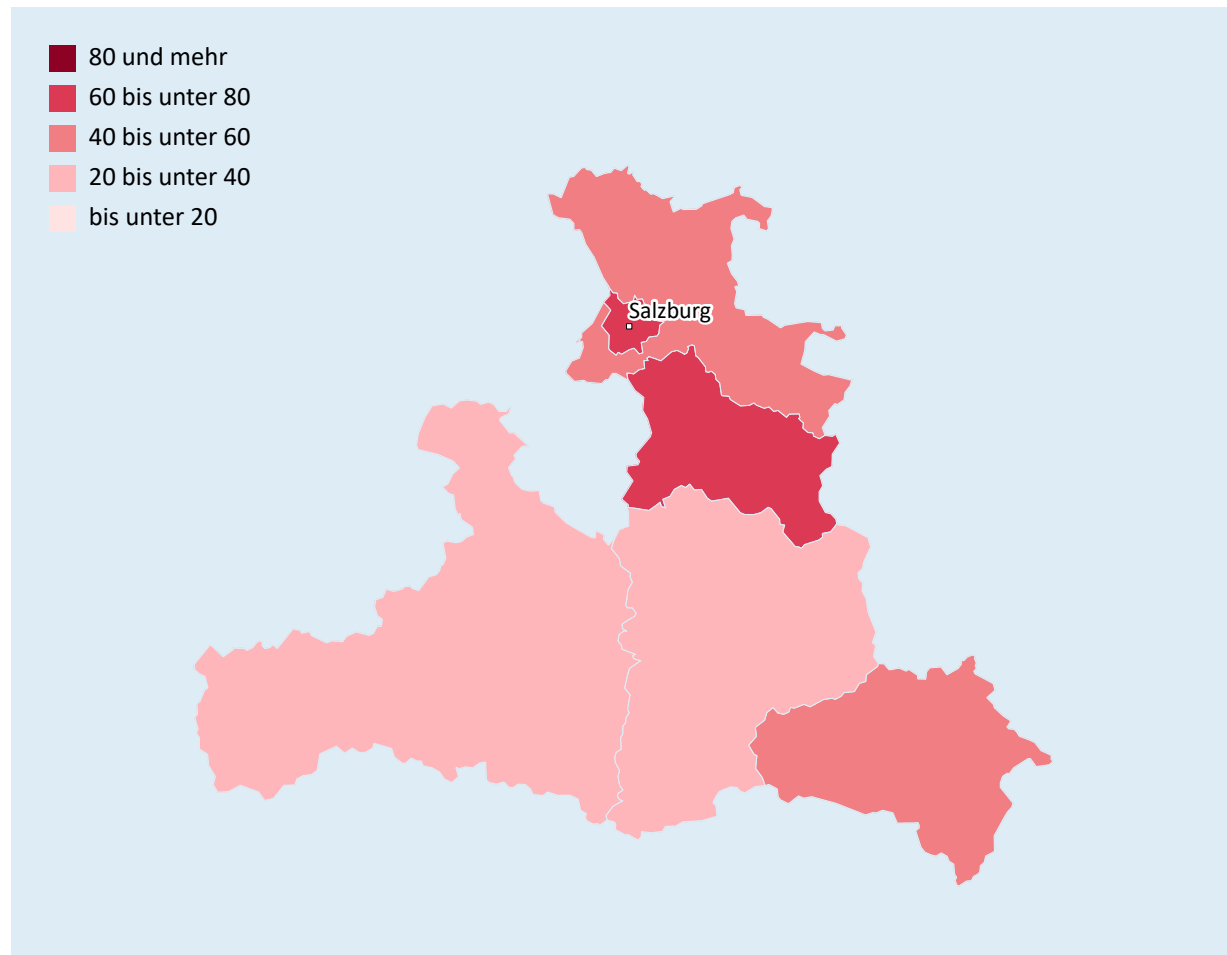 80 und mehr
60 bis unter 80
40 bis unter 60
20 bis unter 40
bis unter 20
Salzburg